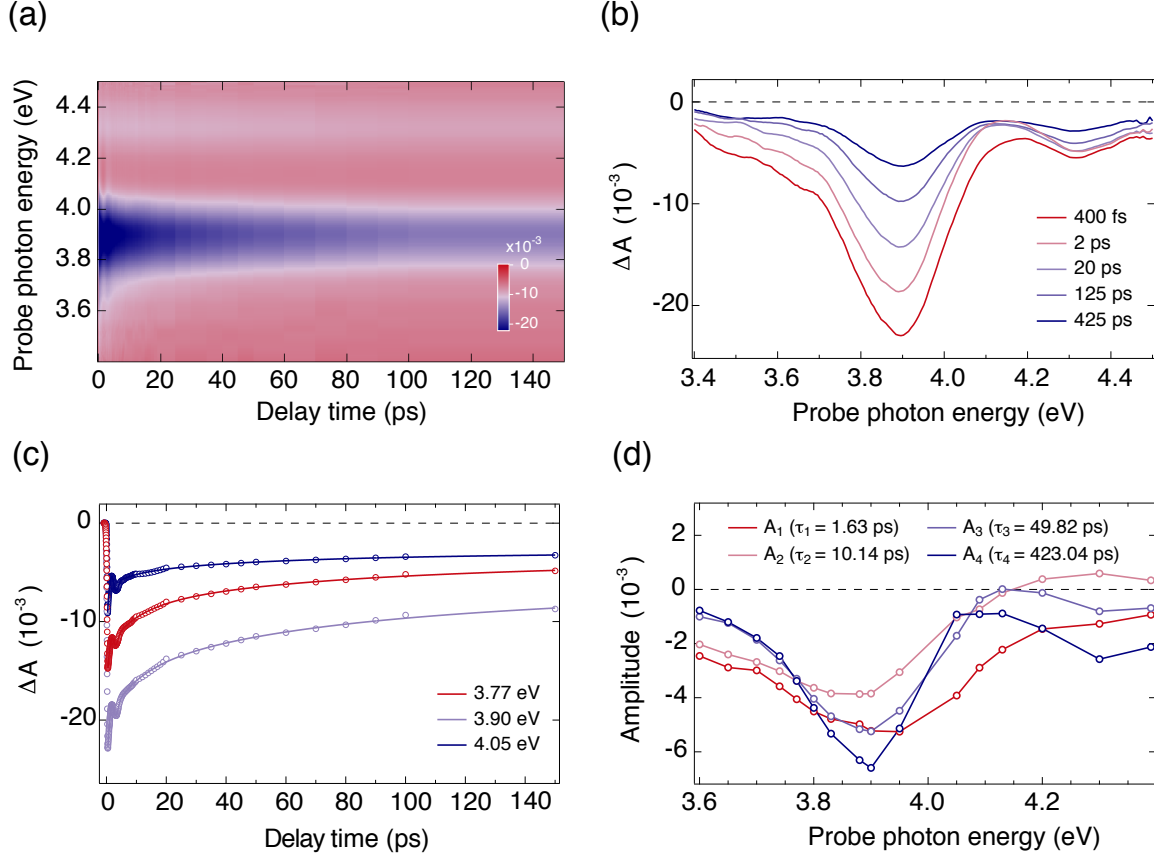 (a)
Probe photon energy (eV)
4.4
4.2
4.0
3.8
3.6
x10-3
0
-10
-20
0 20 40 60 80 100 120 140
Delay time (ps)
(b)
ΔA (10-3)
0
-10
-20
400 fs
2 ps
20 ps
125 ps
425 ps
3.4 3.6 3.8 4.0 4.2 4.4
Probe photon energy (eV)
(c)
ΔA (10-3)
0
-10
-20
3.77 eV
3.90 eV
4.05 eV
0 20 40 60 80 100 120 140
Delay time (ps)
(d)
Amplitude (10-3)
2
0
-2
-4
-6
A1 (τ1 = 1.63 ps)
A2 (τ2 = 10.14 ps)
A3 (τ3 = 49.82 ps)
A4 (τ4 = 423.04 ps)
3.6 3.8 4.0 4.2
Probe photon energy (eV)